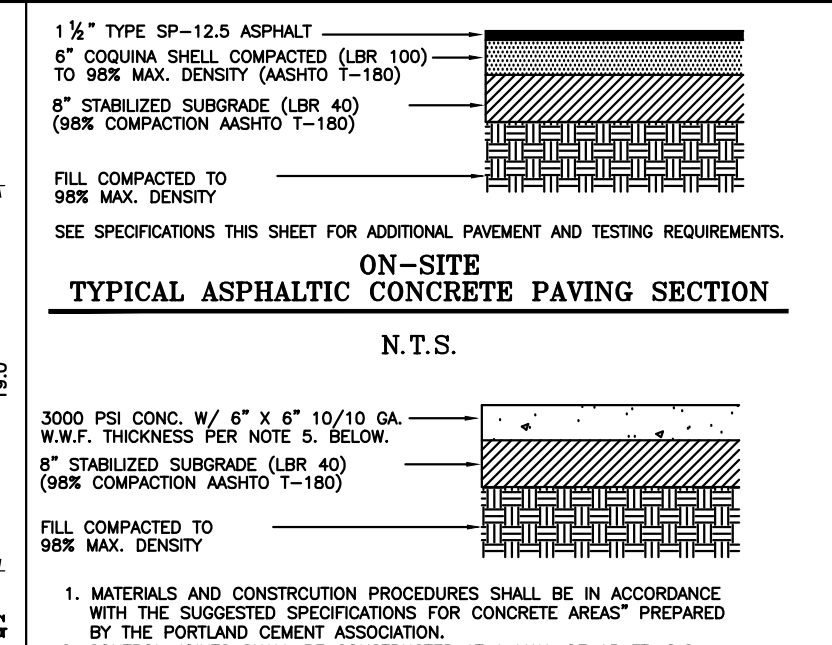 1 ½" TYPE SP-12.5 ASPHALT
6" COQUINA SHELL COMPACTED (LBR 100)
TO 98% MAX. DENSITY (AASHTO T-180)
8" STABILIZED SUBGRADE (LBR 40)
(98% COMPACTION AASHTO T-180)
FILL COMPACTED TO
98% MAX. DENSITY
SEE SPECIFICATIONS THIS SHEET FOR ADDITIONAL PAVEMENT AND TESTING REQUIREMENTS.
ON-SITE
TYPICAL ASPHALTIC CONCRETE PAVING SECTION
N.T.S.
3000 PSI CONC. W/ 6" X 6" 10/10 GA.
W.W.F. THICKNESS PER NOTE 5. BELOW.
8" STABILIZED SUBGRADE (LBR 40)
(98% COMPACTION AASHTO T-180)
FILL COMPACTED TO
98% MAX. DENSITY
1. MATERIALS AND CONSTRCUTION PROCEDURES SHALL BE IN ACCORDANCE
WITH THE SUGGESTED SPECIFICATIONS FOR CONCRETE AREAS" PREPARED
BY THE PORTLAND CEMENT ASSOCIATION.
19.0